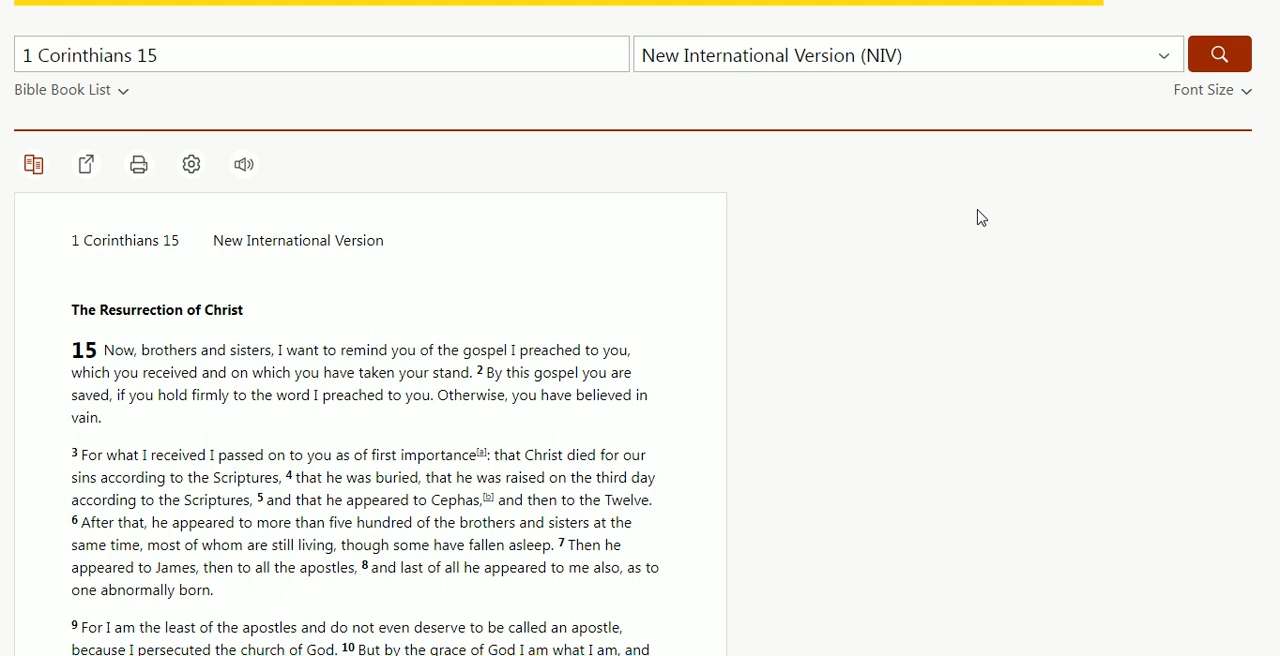 1 Corinthians 15
New International Version (NIV)
Bible Book List
Font Size
1 Corinthians 15 New International Version
The Resurrection of Christ
15 Now, brothers and sisters, I want to remind you of the gospel I preached to you,
which you received and on which you have taken your stand. 2 By this gospel you are
saved, if you hold firmly to the word I preached to you. Otherwise, you have believed in
vain.
3 For what I received I passed on to you as of first importance[a]: that Christ died for our
sins according to the Scriptures, 4 that he was buried, that he was raised on the third day
according to the Scriptures, 5 and that he appeared to Cephas,[b] and then to the Twelve.
6 After that, he appeared to more than five hundred of the brothers and sisters at the
same time, most of whom are still living, though some have fallen asleep. 7 Then he
appeared to James, then to all the apostles, 8 and last of all he appeared to me also, as to
one abnormally born.
9 For I am the least of the apostles and do not even deserve to be called an apostle,
because I persecuted the church of God. 10 But by the grace of God I am what I am, and